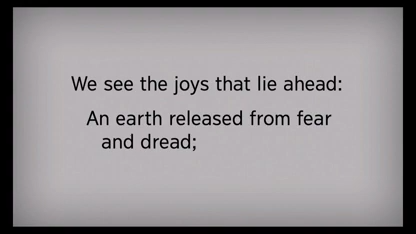 We see the joys that lie ahead:
An earth released from fear
and dread;